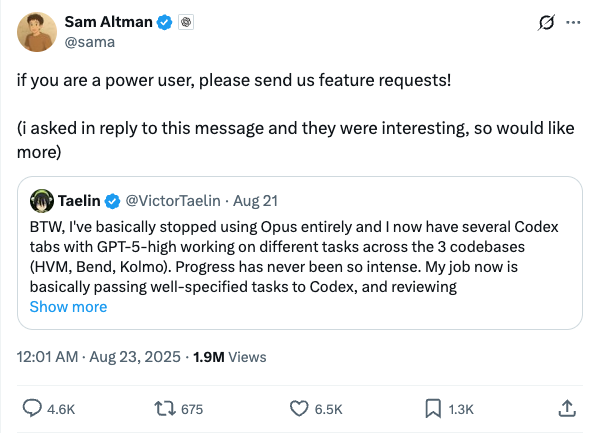 Sam Altman
@sama
if you are a power user, please send us feature requests!
(i asked in reply to this message and they were interesting, so would like
more)
Taelin @VictorTaelin · Aug 21
BTW, I've basically stopped using Opus entirely and I now have several Codex
tabs with GPT-5-high working on different tasks across the 3 codebases
(HVM, Bend, Kolmo). Progress has never been so intense. My job now is
basically passing well-specified tasks to Codex, and reviewing
Show more
12:01 AM · Aug 23, 2025 · 1.9M Views
4.6K 675 6.5K 1.3K